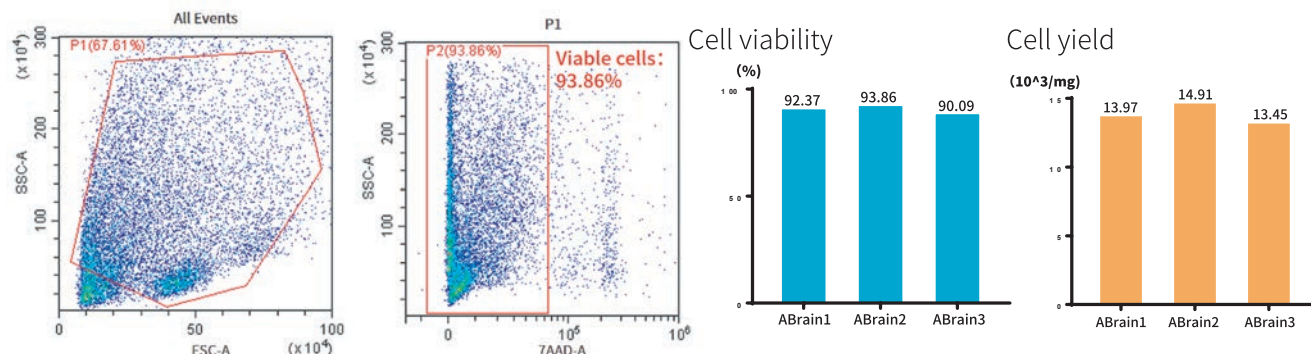 All Events
P1(67.61%)
SSC-A
(x10⁴)
300
200
100
0
50
100
FSC-A
(x10⁴)
P1
P2(93.86%)
Viable cells:
93.86%
SSC-A
(x10⁴)
300
200
100
0
10⁵
10⁶
7AAD-A
Cell viability
(%)
100
50
0
92.37
93.86
90.09
ABrain1
ABrain2
ABrain3
Cell yield
(10^3/mg)
15
10
5
0
13.97
14.91
13.45
ABrain1
ABrain2
ABrain3